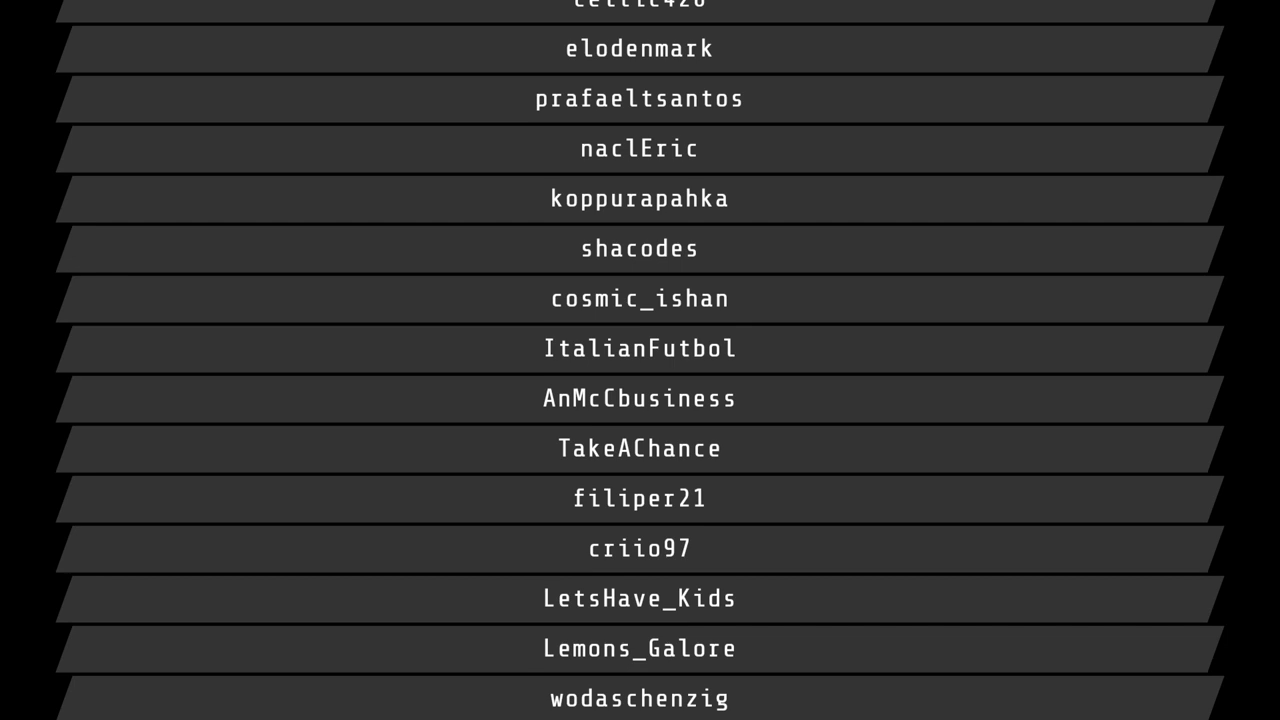 elodenmark
prafaeltsantos
naclEric
koppurapahka
shacodes
cosmic_ishan
ItalianFutbol
AnMcCbusiness
TakeAChance
filiper21
criio97
LetsHave_Kids
Lemons_Galore
wodaschenzig